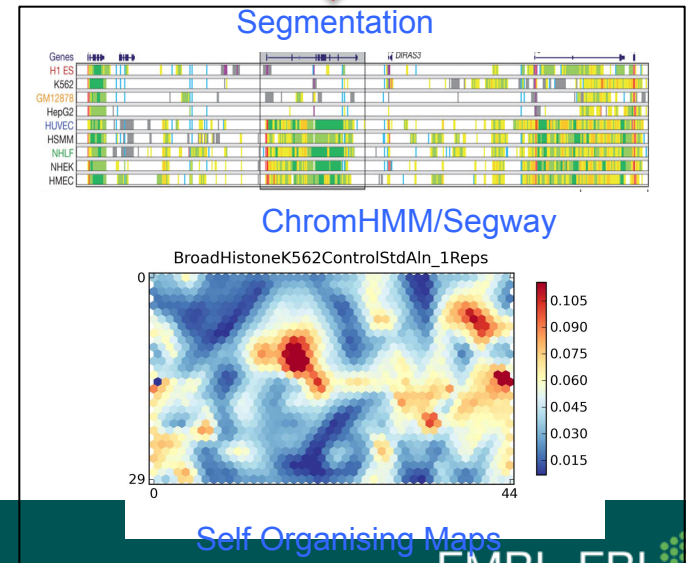 Segmentation
Genes
DIRAS3
H1 ES
K562
GM12878
HepG2
HUVEC
HSMM
NHLF
NHEK
HMEC
ChromHMM/Segway
BroadHistoneK562ControlStdAln_1Reps
0
0.105
0.090
0.075
0.060
0.045
0.030
0.015
29
0
44
Self Organising Maps